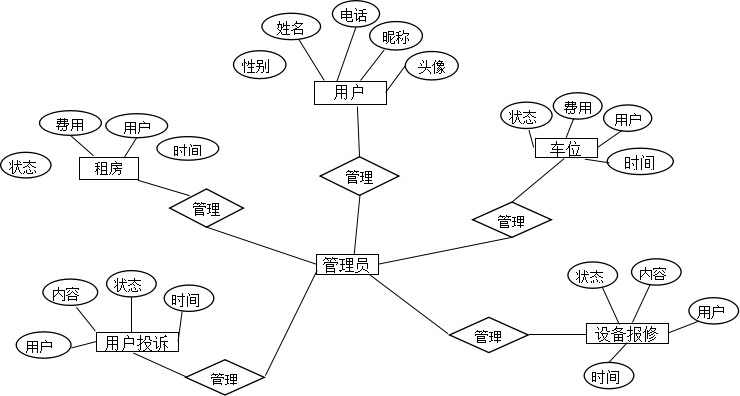 姓名
电话
昵称
头像
性别
用户
费用
用户
时间
状态
租房
管理
管理
状态
费用
用户
时间
车位
管理
管理员
内容
状态
时间
用户
用户投诉
管理
状态
内容
用户
时间
设备报修
管理